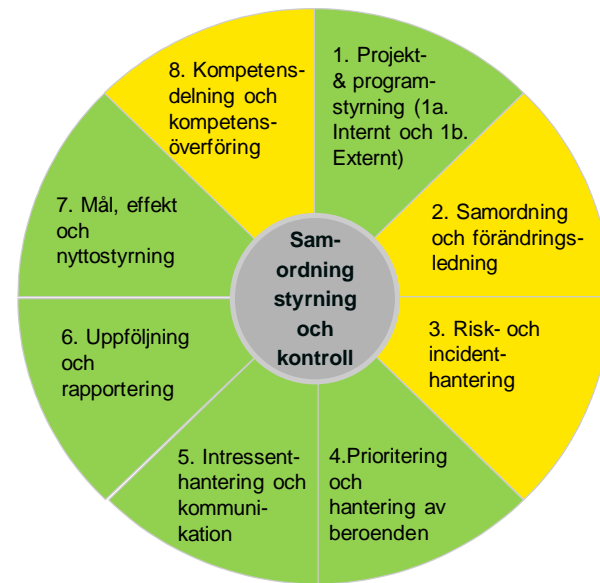 1. Projekt-
& program-
styrning (1a.
Internt och 1b.
Externt)
2. Samordning
och förändrings-
ledning
3. Risk- och
incident-
hantering
4.Prioritering
och
hantering av
beroenden
5. Intressent-
hantering och
kommuni-
kation
6. Uppföljning
och
rapportering
7. Mål, effekt
och
nyttostyrning
8. Kompetens-
delning och
kompetens-
överföring
Sam-
ordning
styrning
och
kontroll